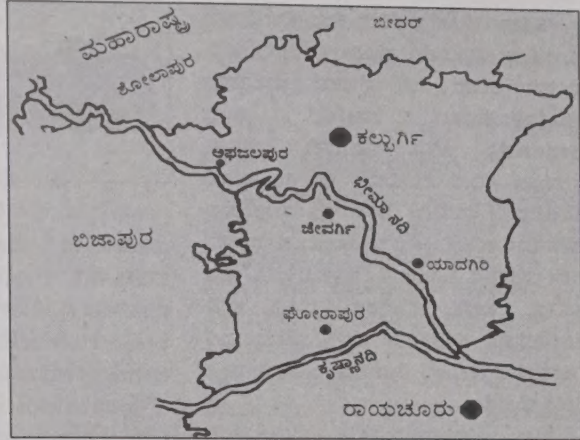 ಬೀದರ್
ಮಹಾರಾಷ್ಟ್ರ
ಶೋಲಾಪುರ
ಕಲ್ಬುರ್ಗಿ
ಅಫಜಲಪುರ
ಭೀಮಾ ನದಿ
ಜೇವರ್ಗಿ
ಬಿಜಾಪುರ
ಯಾದಗಿರಿ
ಘೋರಾಪುರ
ಕೃಷ್ಣಾನದಿ
ರಾಯಚೂರು